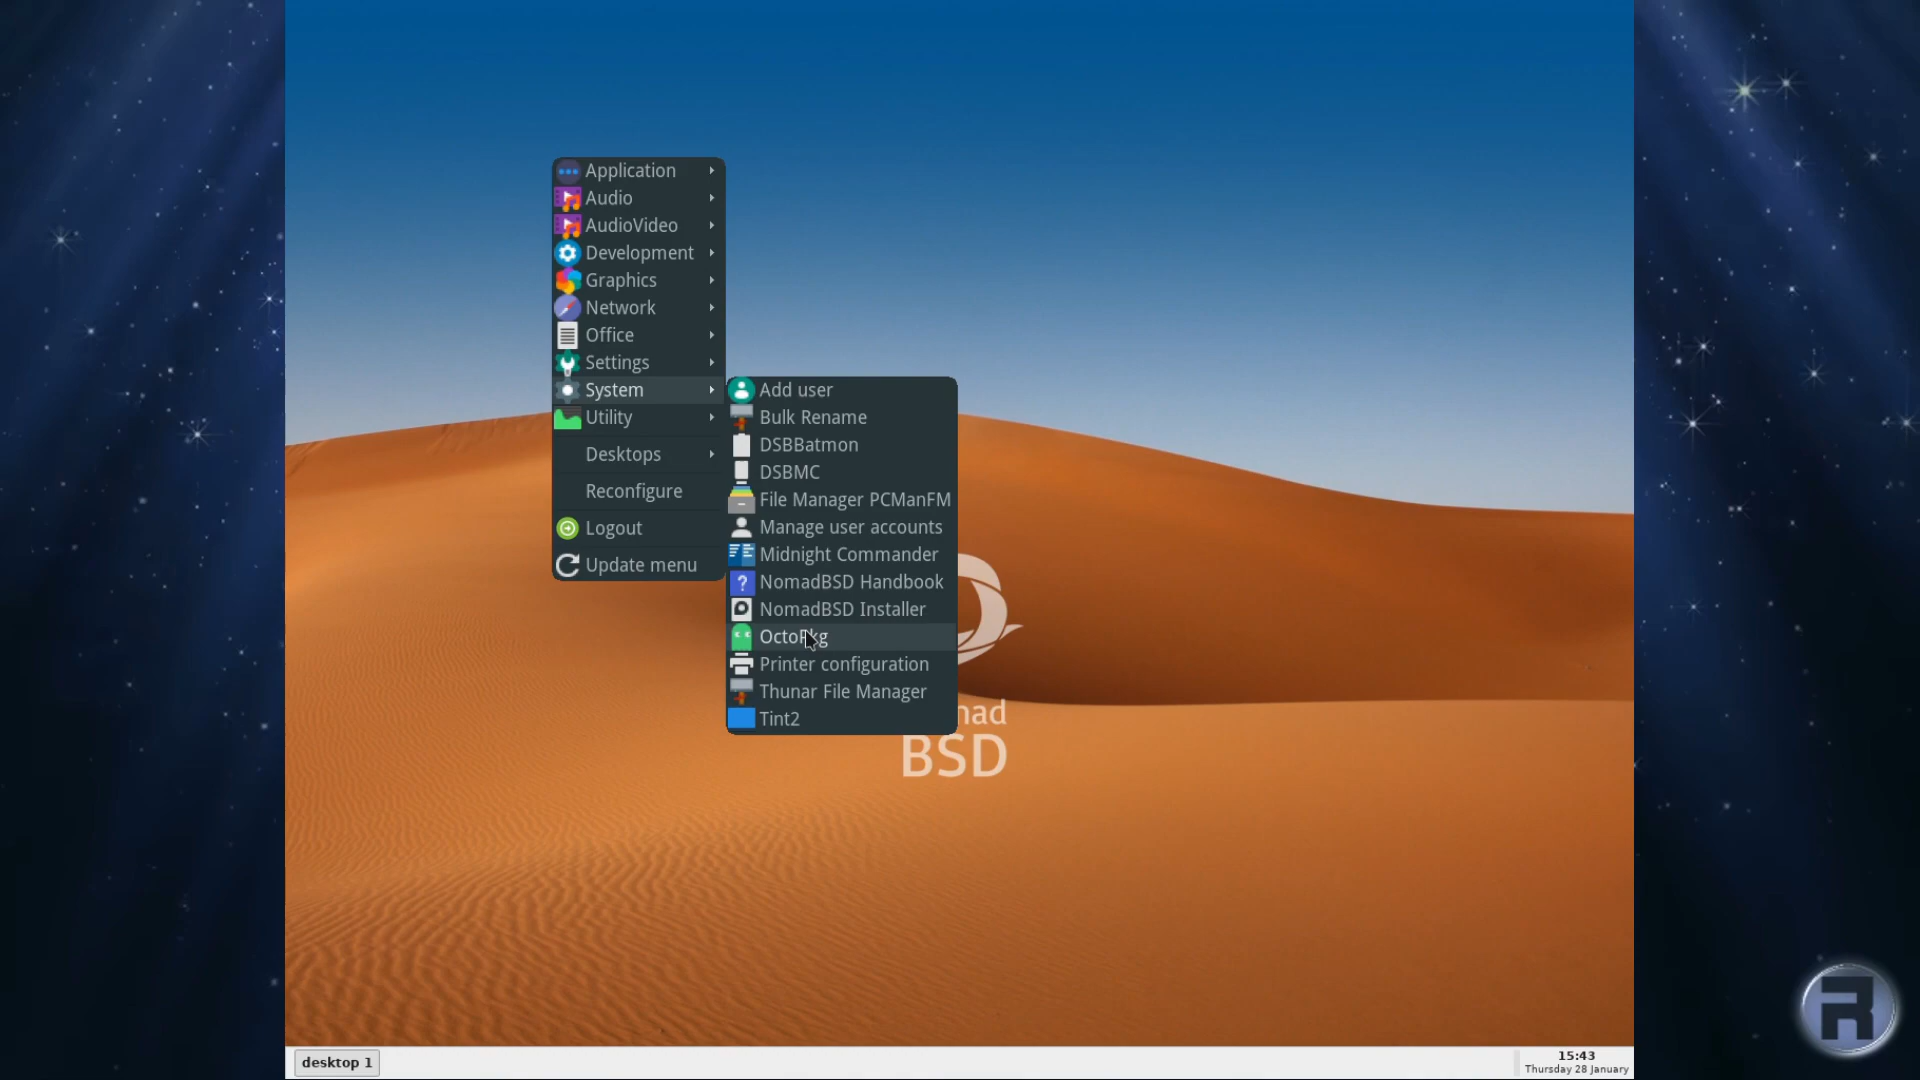 Application
Audio
AudioVideo
Development
Graphics
Network
Office
Settings
System
Utility
Desktops
Reconfigure
Logout
Update menu
Add user
Bulk Rename
DSBBatmon
DSBMC
File Manager PCManFM
Manage user accounts
Midnight Commander
NomadBSD Handbook
NomadBSD Installer
OctoPkg
Printer configuration
Thunar File Manager
Tint2
mad
BSD
desktop 1
15:43
Thursday 28 January
R